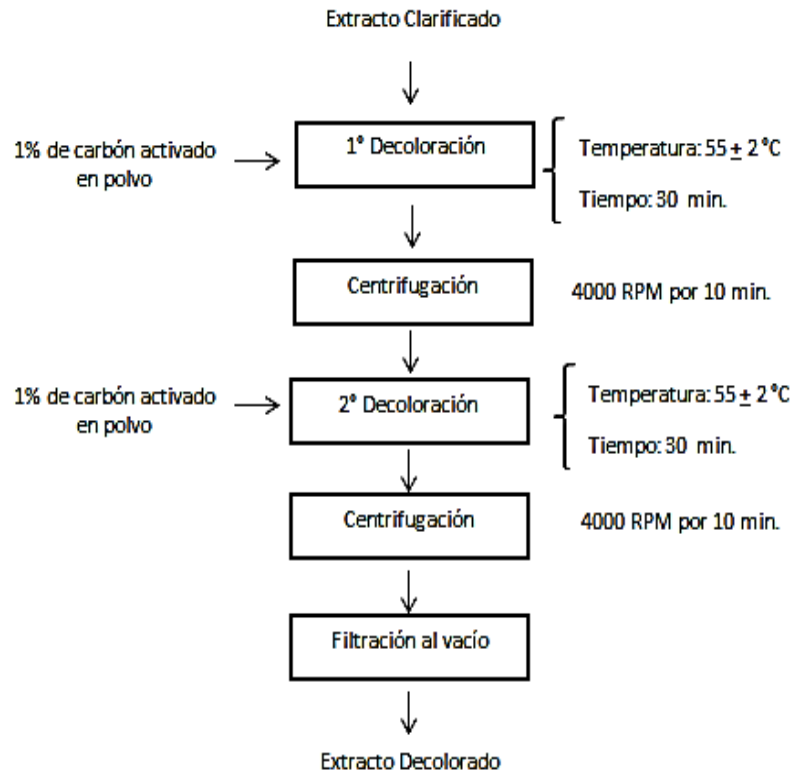 Extracto Clarificado
1% de carbón activado
en polvo
1° Decoloración
Temperatura: 55 ± 2 °C
Tiempo: 30 min.
Centrifugación
4000 RPM por 10 min.
1% de carbón activado
en polvo
2° Decoloración
Temperatura: 55 ± 2 °C
Tiempo: 30 min.
Centrifugación
4000 RPM por 10 min.
Filtración al vacío
Extracto Decolorado